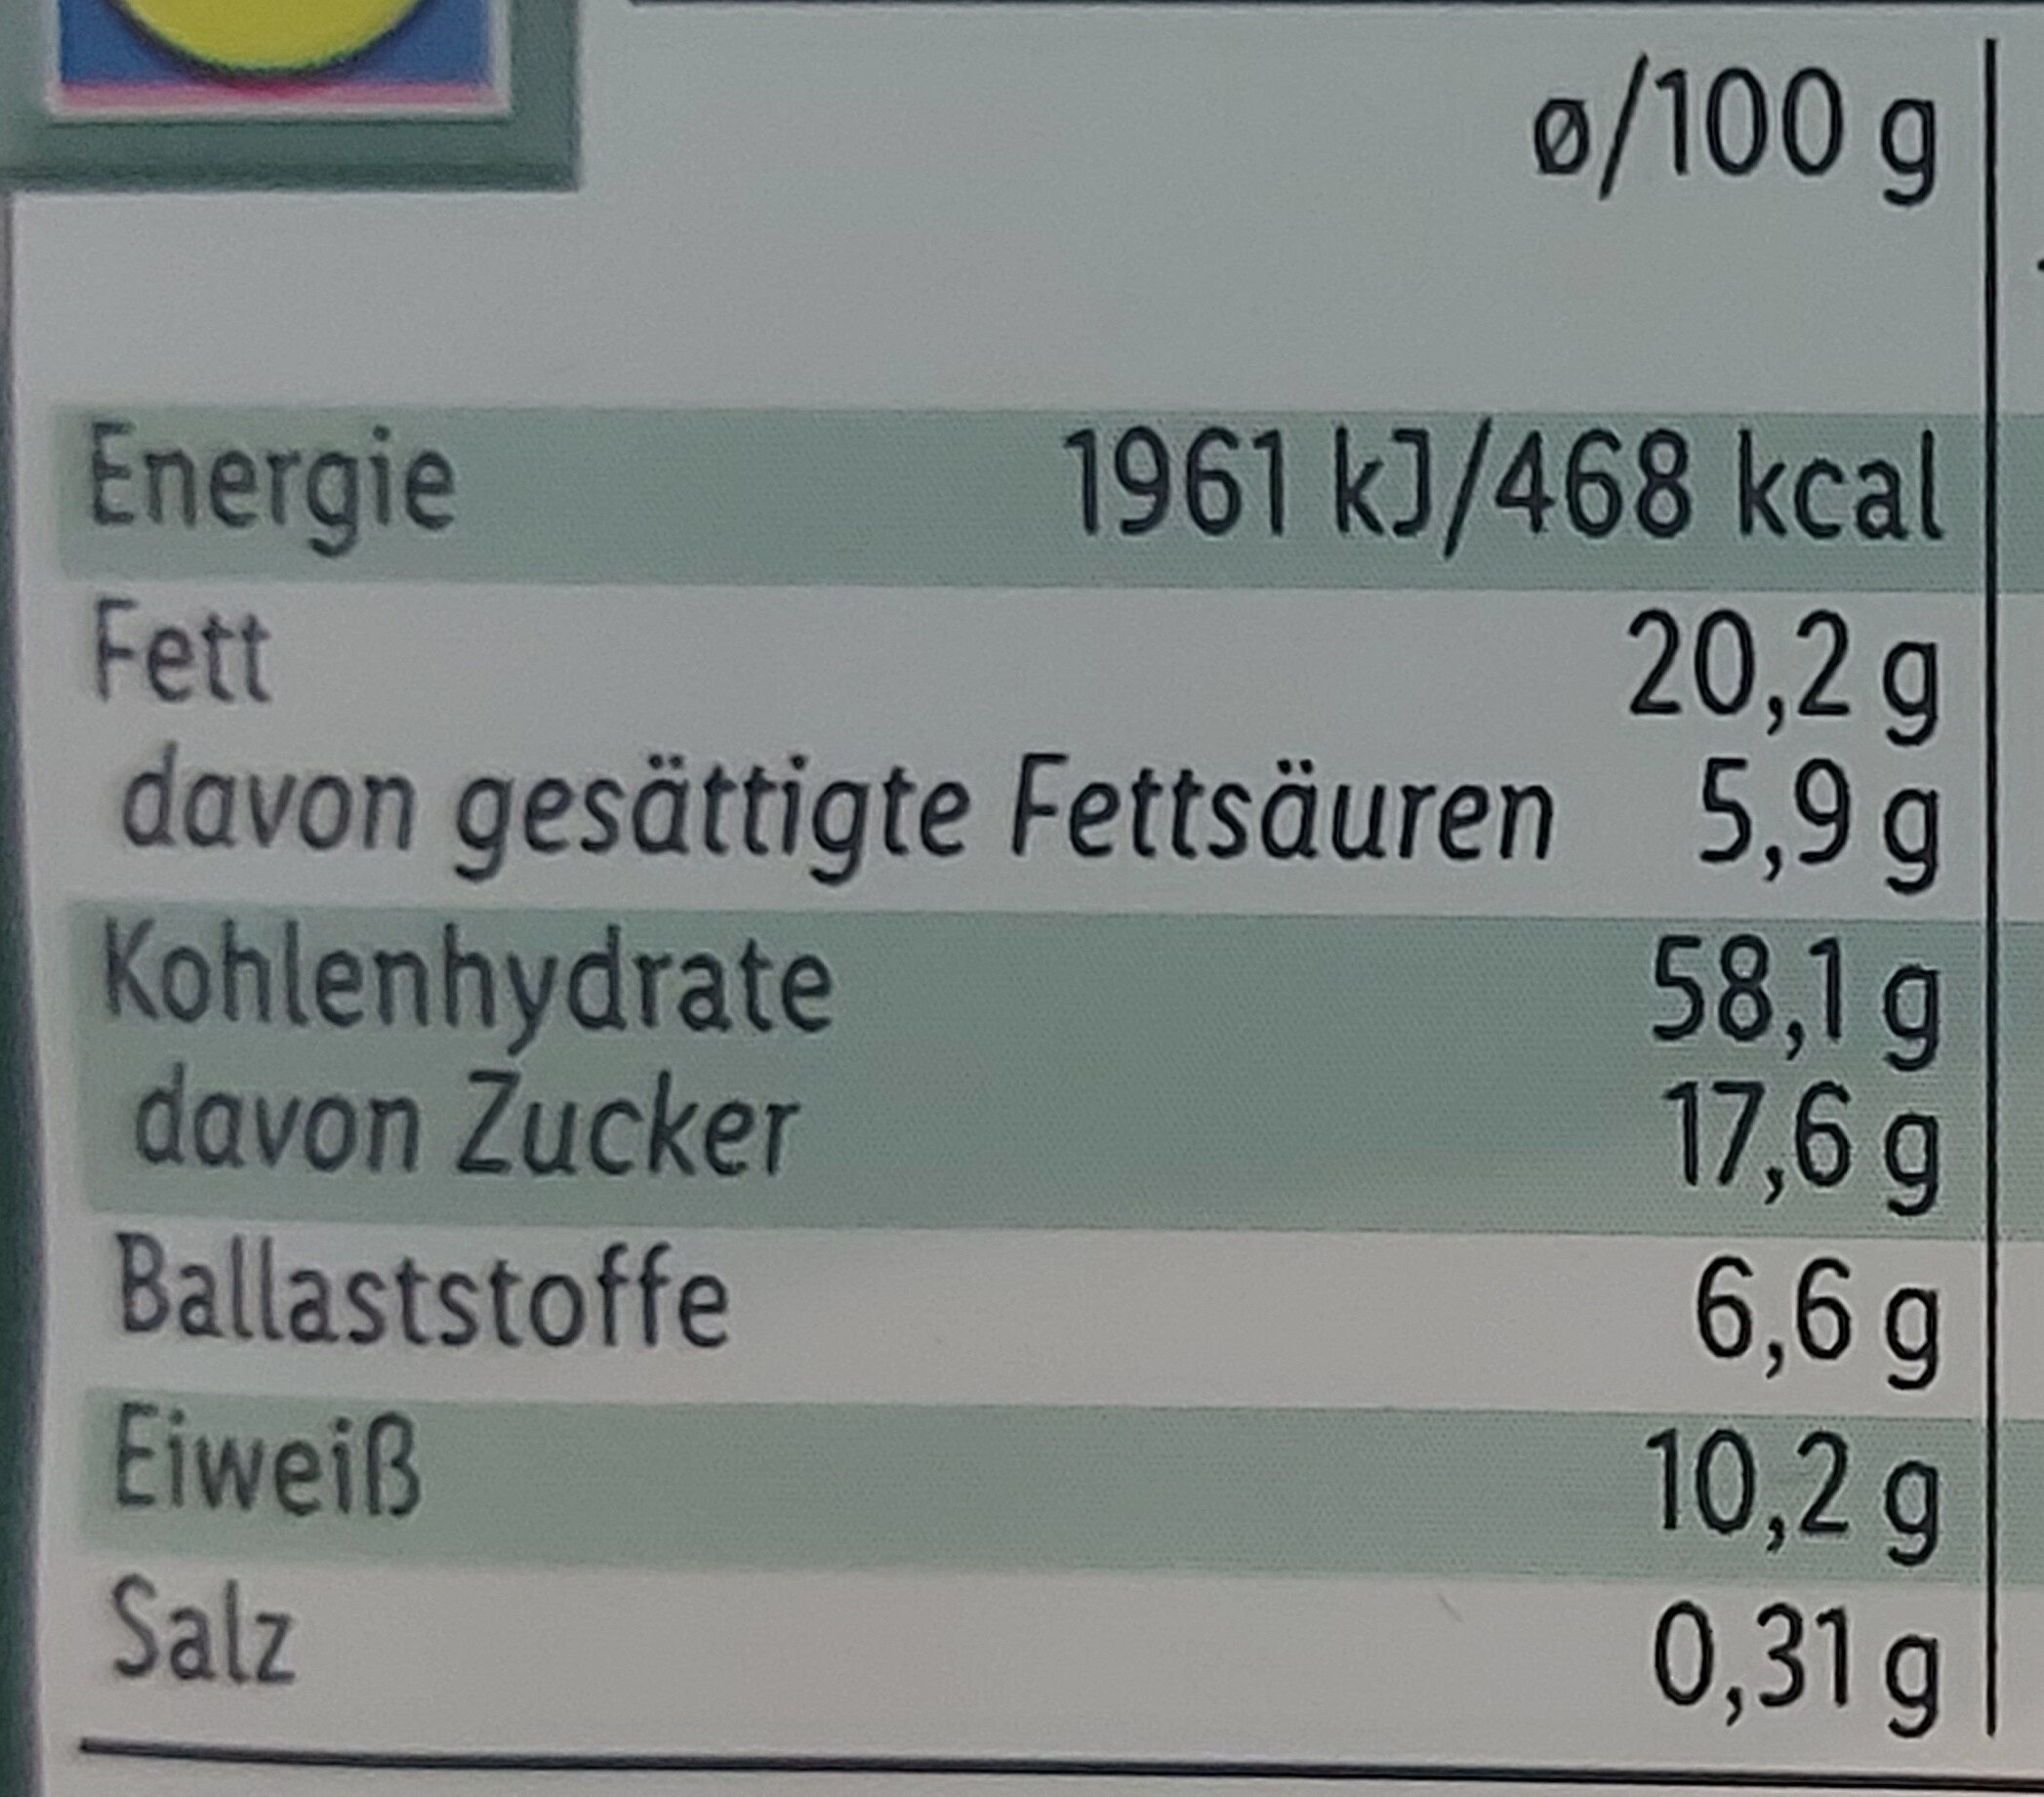 ø/100 g
Energie 1961 kJ/468 kcal
Fett 20,2 g
davon gesättigte Fettsäuren 5,9 g
Kohlenhydrate 58,1 g
davon Zucker 17,6 g
Ballaststoffe 6,6 g
Eiweiß 10,2 g
Salz 0,31 g